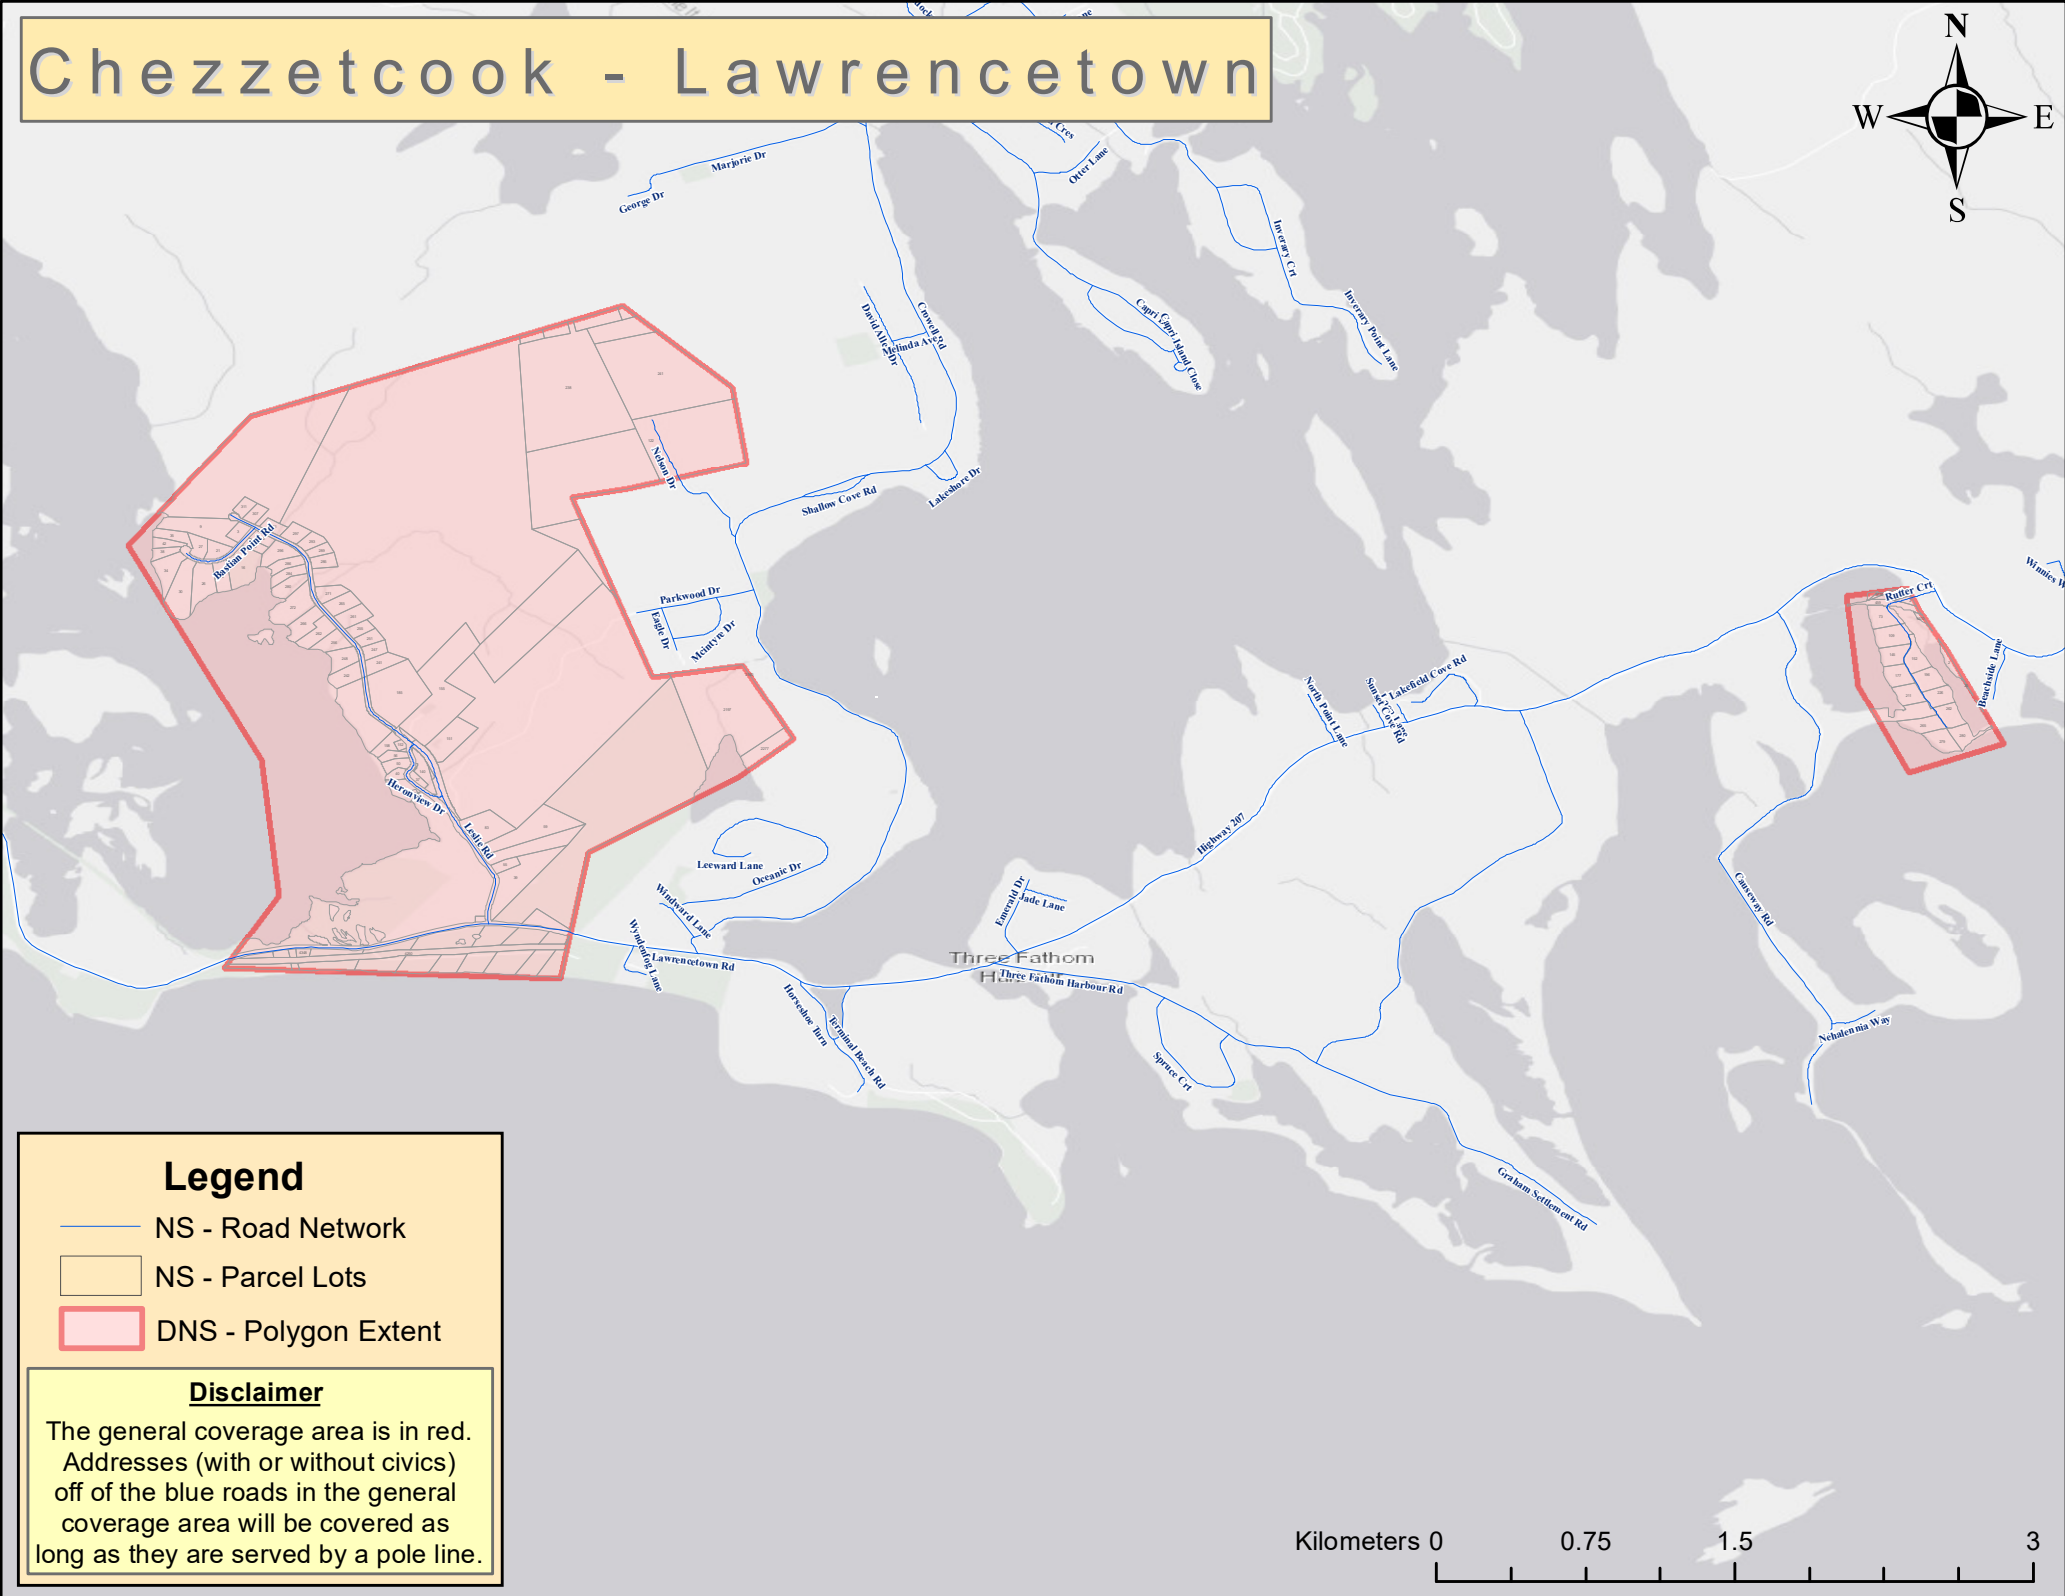 Chezzetcook - Lawrencetown
N
W E
S
Marjorie Dr
George Dr
Otter Lane
Inverary Crt
Inverary Point Lane
Capri Island Close
Crowell Rd
Melinda Ave
Nelson Dr
Shallow Cove Rd
Lakeshore Dr
Bastian Point Rd
Parkwood Dr
Eagle Dr
Mcintyre Dr
Rutter Crt
Beachside Lane
Lakefield Cove Rd
North Point Lane
Heronview Dr
Leslie Rd
Highway 207
Leeward Lane
Oceanic Dr
Windward Lane
Emerald Dr
Jade Lane
Causeway Rd
Wyndenfog Lane
Lawrencetown Rd
Three Fathom
Three Fathom Harbour Rd
Horseshoe Turn
Terminal Beach Rd
Nehalennia Way
Spruce Crt
Graham Settlement Rd
Legend
NS - Road Network
NS - Parcel Lots
DNS - Polygon Extent
Disclaimer
The general coverage area is in red.
Addresses (with or without civics)
off of the blue roads in the general
coverage area will be covered as
long as they are served by a pole line.
Kilometers 0 0.75 1.5 3